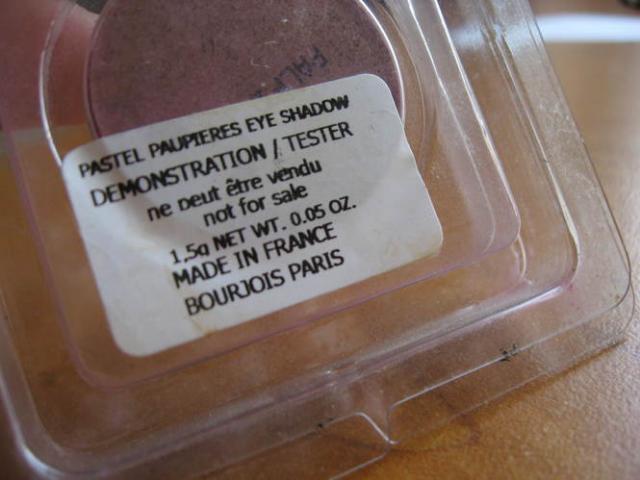 PASTEL PAUPIERES EYE SHADOW
DEMONSTRATION / TESTER
ne peut être vendu
not for sale
1,5g NET WT. 0.05 OZ.
MADE IN FRANCE
BOURJOIS PARIS